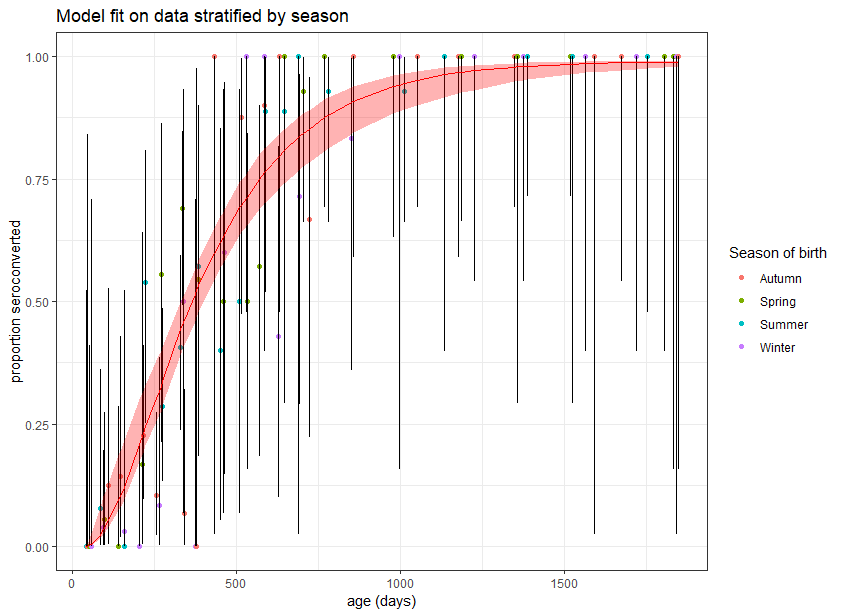 Model fit on data stratified by season
1.00
0.75
0.50
0.25
0.00
proportion seroconverted
0 500 1000 1500
age (days)
Season of birth
Autumn
Spring
Summer
Winter